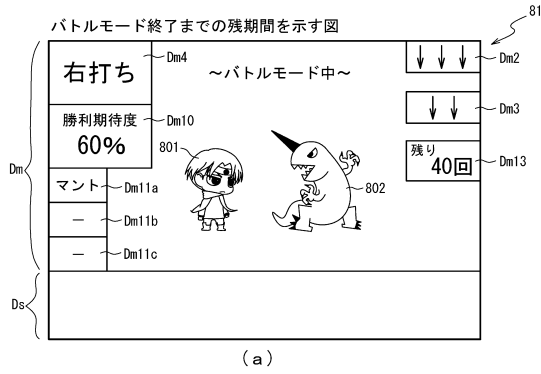 バトルモード終了までの残期間を示す図
81
右打ち
Dm4
～バトルモード中～
Dm2
勝利期待度
60%
Dm10
801
Dm3
残り
40回
Dm13
Dm
マント
Dm11a
802
—
Dm11b
—
Dm11c
Ds
(a)